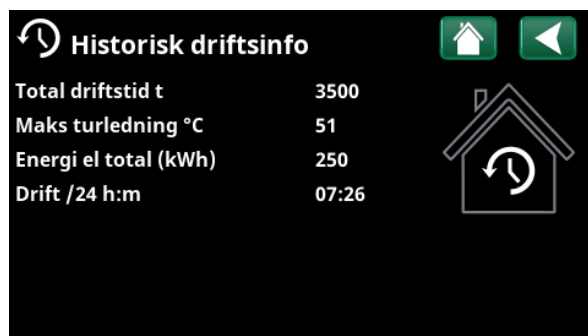 Historisk driftsinfo
Total driftstid t 3500
Maks turledning °C 51
Energi el total (kWh) 250
Drift /24 h:m 07:26